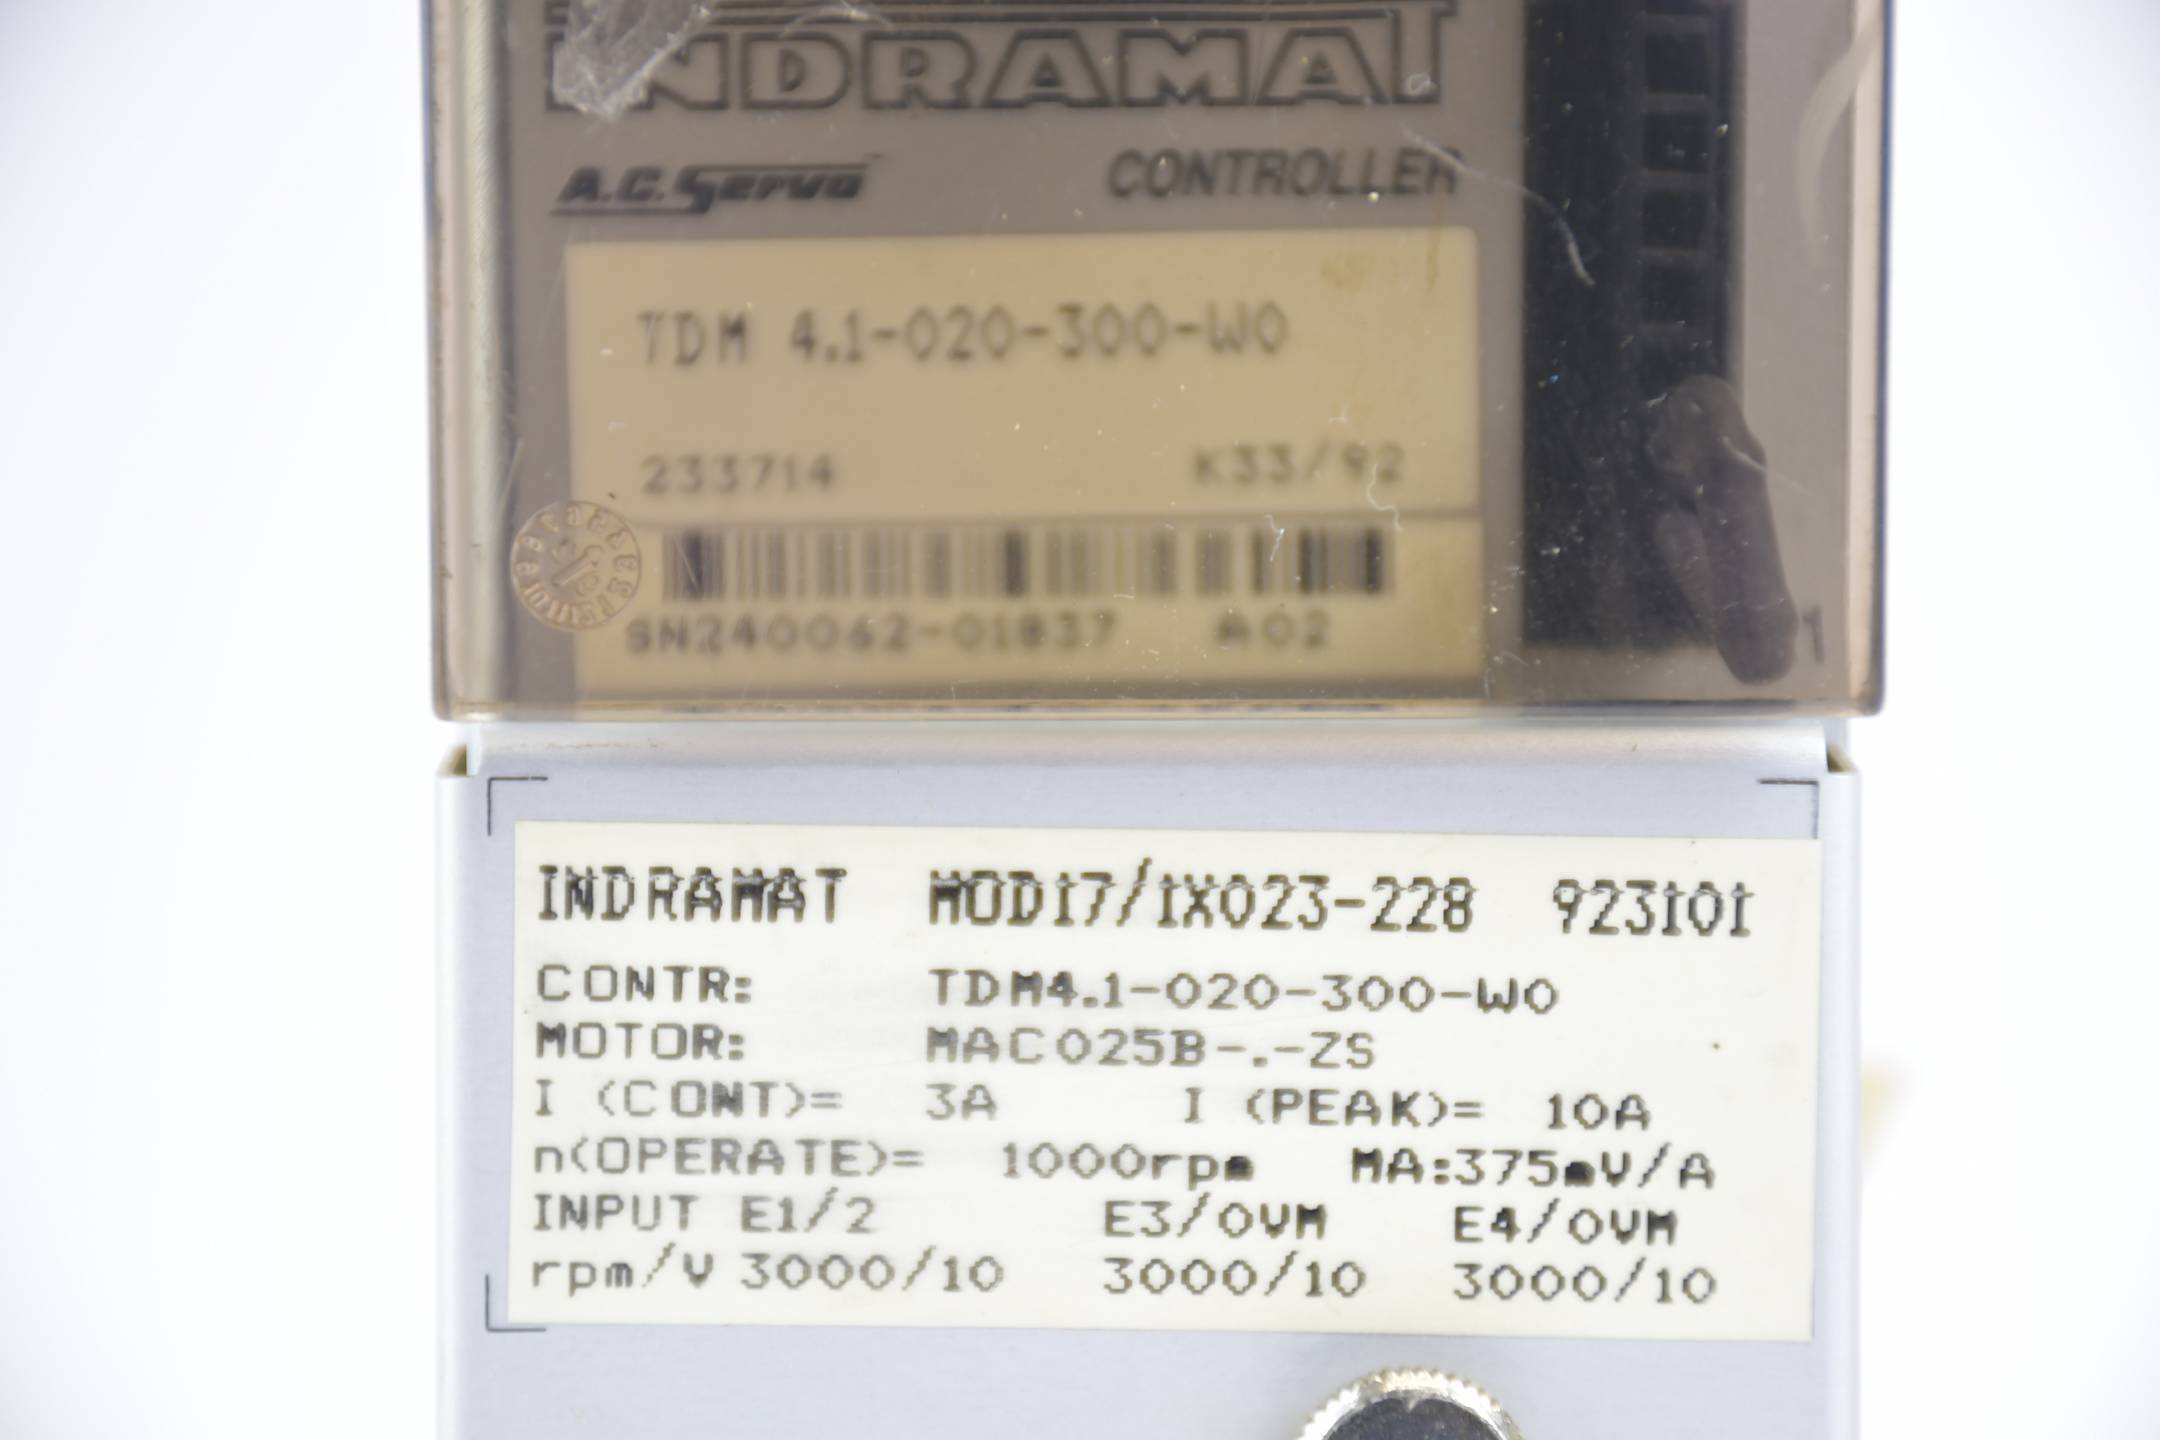 INDRAMAT
A.C. Servo CONTROLLER
TDM 4.1-020-300-W0
233714 K33/92
SN240062-01837 A02
INDRAMAT MOD17/1X023-228 923101
CONTR: TDM4.1-020-300-W0
MOTOR: MAC025B-.-ZS
I (CONT)= 3A I (PEAK)= 10A
n(OPERATE)= 1000rpm MA:375mV/A
INPUT E1/2 E3/0VM E4/0VM
rpm/V 3000/10 3000/10 3000/10